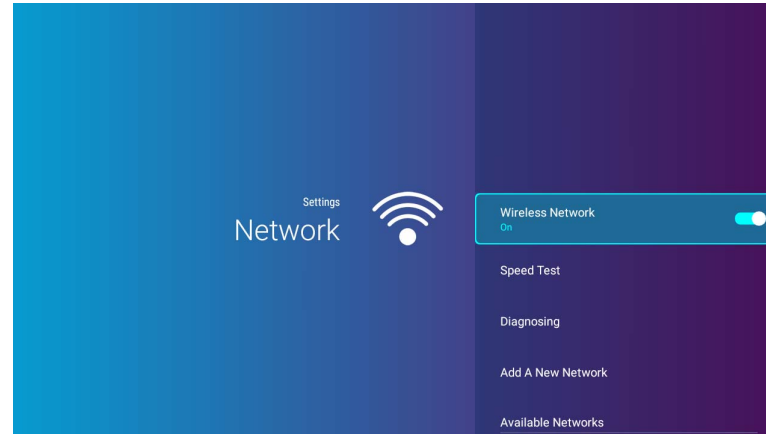 Settings
Network
Wireless Network
On
Speed Test
Diagnosing
Add A New Network
Available Networks